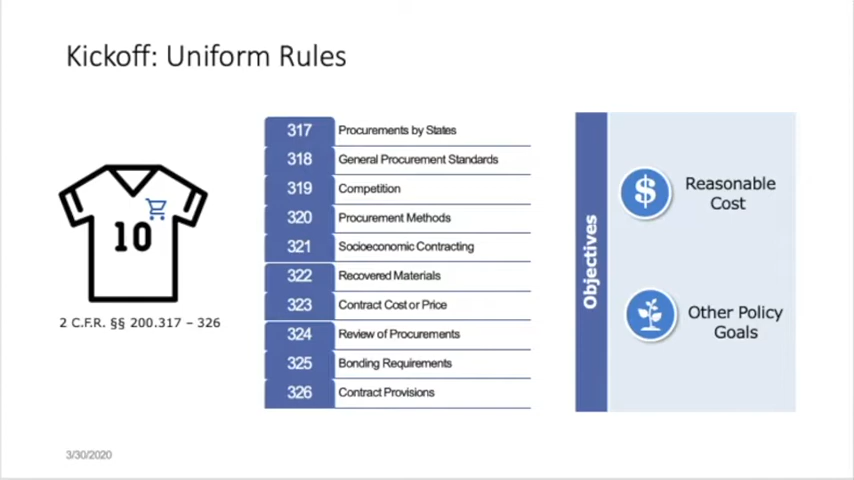 Kickoff: Uniform Rules
10
2 C.F.R. §§ 200.317 – 326
317 Procurements by States
318 General Procurement Standards
319 Competition
320 Procurement Methods
321 Socioeconomic Contracting
322 Recovered Materials
323 Contract Cost or Price
324 Review of Procurements
325 Bonding Requirements
326 Contract Provisions
Objectives
$
Reasonable
Cost
Other Policy
Goals
3/30/2020